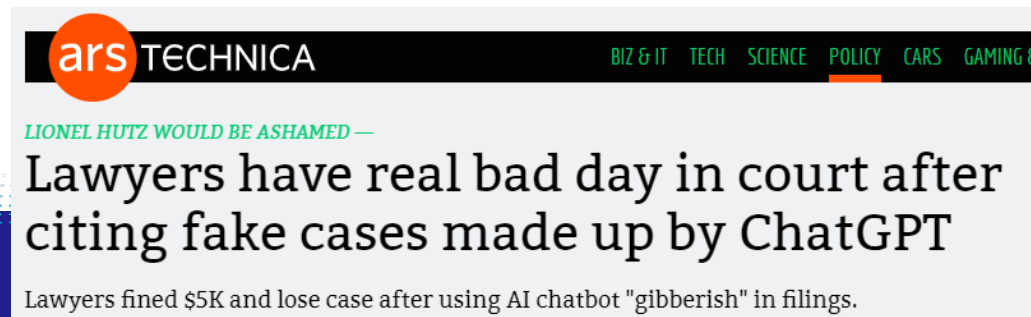 ars TECHNICA
BIZ & IT TECH SCIENCE POLICY CARS GAMING &
LIONEL HUTZ WOULD BE ASHAMED —
Lawyers have real bad day in court after
citing fake cases made up by ChatGPT
Lawyers fined $5K and lose case after using AI chatbot "gibberish" in filings.